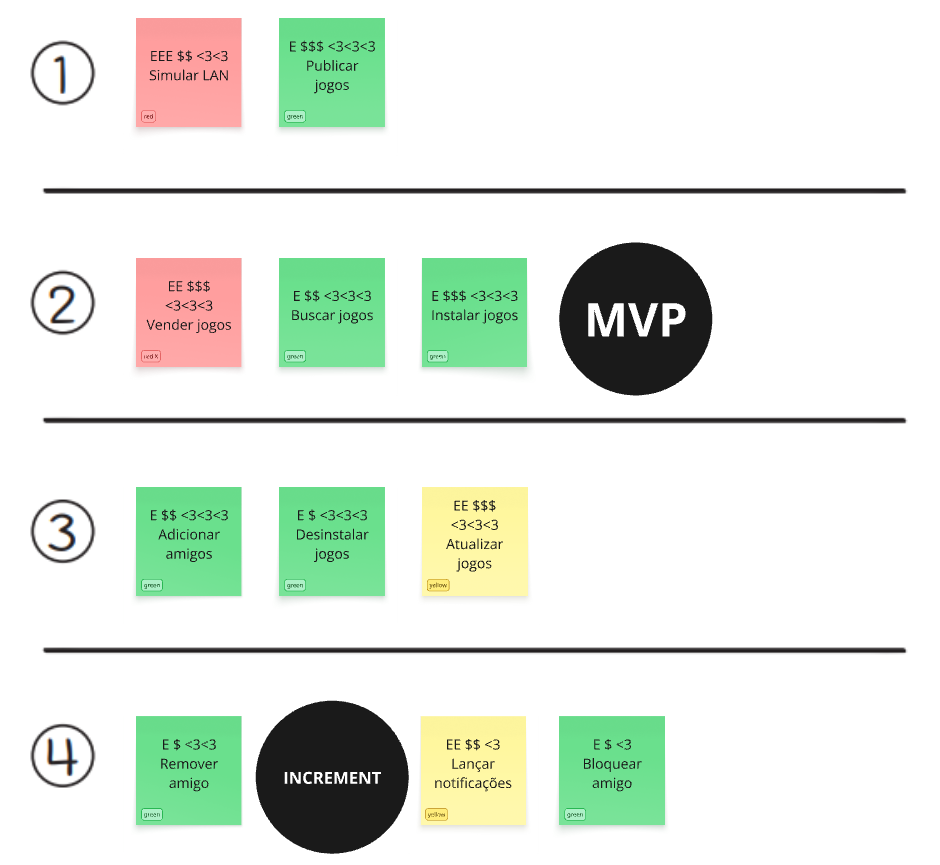 1
EEE $$ <3<3
Simular LAN
red
E $$$ <3<3<3
Publicar
jogos
green
2
EE $$$
<3<3<3
Vender jogos
red X
E $$ <3<3<3
Buscar jogos
green
E $$$ <3<3<3
Instalar jogos
green
MVP
3
E $$ <3<3<3
Adicionar
amigos
green
E $ <3<3<3
Desinstalar
jogos
green
EE $$$
<3<3<3
Atualizar
jogos
yellow
4
E $ <3<3
Remover
amigo
green
INCREMENT
EE $$ <3
Lançar
notificações
yellow
E $ <3
Bloquear
amigo
green